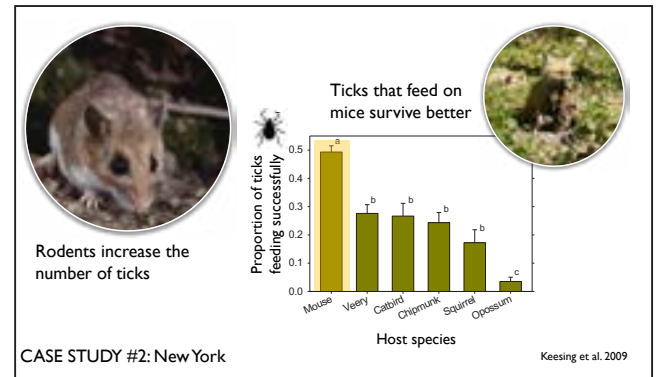 Ticks that feed on
mice survive better
Rodents increase the
number of ticks
Proportion of ticks
feeding successfully
0.5
0.4
0.3
0.2
0.1
0.0
a
b
b
b
b
c
Mouse
Veery
Catbird
Chipmunk
Squirrel
Opossum
Host species
CASE STUDY #2: New York
Keesing et al. 2009